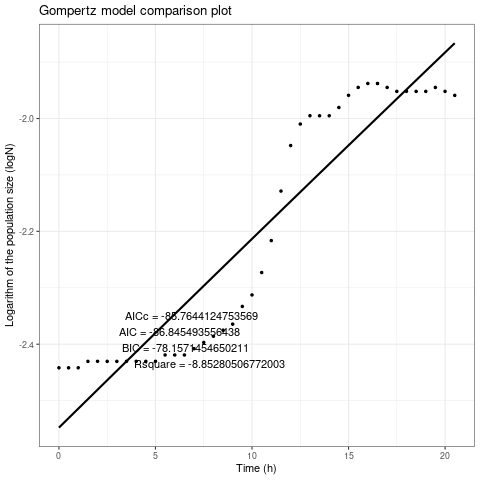 Gompertz model comparison plot
Logarithm of the population size (logN)
-2.0
-2.2
-2.4
AICc = -85.7644124753569
AIC = -86.845493556438
BIC = -78.1571454650211
Rsquare = -8.85280506772003
0 5 10 15 20
Time (h)